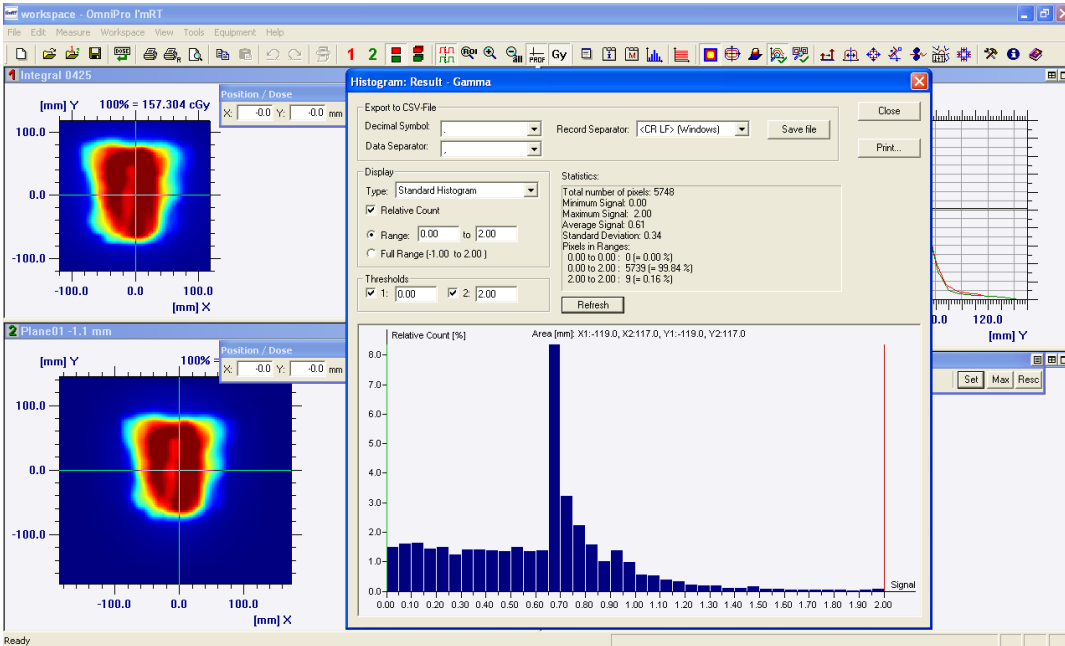 workspace - OmniPro I'mRT
File Edit Measure Workspace View Tools Equipment Help
DOSE 1 2 ROI all PROF Gy
1 Integral 0425
[mm] Y 100% = 157.304 cGy
Position / Dose
X: -0.0 Y: -0.0 mm
100.0
0.0
-100.0
-100.0 0.0 100.0
[mm] X
2 Plane01 -1.1 mm
[mm] Y 100% =
Position / Dose
X: -0.0 Y: -0.0 mm
100.0
0.0
-100.0
-100.0 0.0 100.0
[mm] X
Histogram: Result - Gamma
Export to CSV-File
Decimal Symbol: .
Data Separator: ,
Record Separator: <CR LF> (Windows)
Save file
Close
Print...
Display
Type: Standard Histogram
Relative Count
Range: 0.00 to 2.00
Full Range (-1.00 to 2.00 )
Thresholds
1: 0.00 2: 2.00
Statistics:
Total number of pixels: 5748
Minimum Signal: 0.00
Maximum Signal: 2.00
Average Signal: 0.61
Standard Deviation: 0.34
Pixels in Ranges:
0.00 to 0.00 : 0 (= 0.00 %)
0.00 to 2.00 : 5739 (= 99.84 %)
2.00 to 2.00 : 9 (= 0.16 %)
Refresh
Relative Count [%] Area [mm]: X1:-119.0, X2:117.0, Y1:-119.0, Y2:117.0
8.0
7.0
6.0
5.0
4.0
3.0
2.0
1.0
0.0
Signal
0.00 0.10 0.20 0.30 0.40 0.50 0.60 0.70 0.80 0.90 1.00 1.10 1.20 1.30 1.40 1.50 1.60 1.70 1.80 1.90 2.00
0.0 120.0
[mm] Y
Set Max Resc
Ready